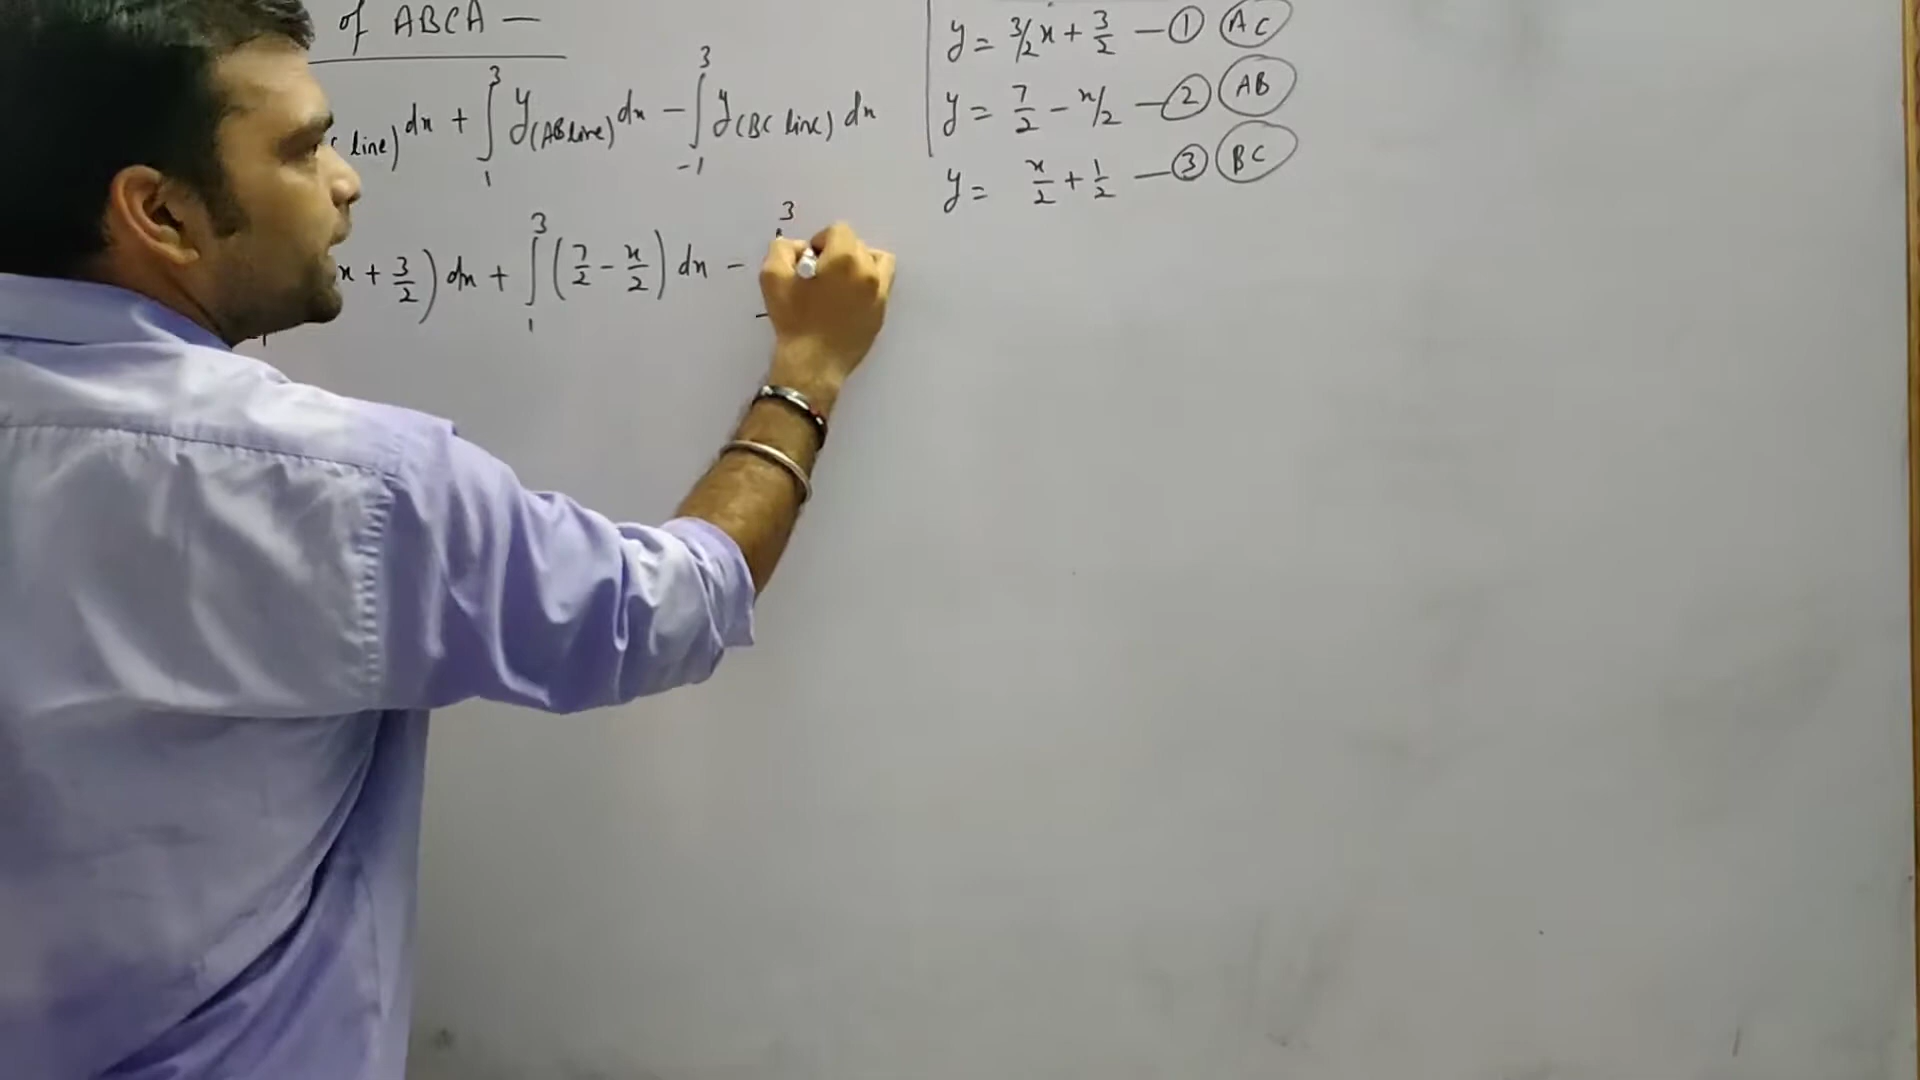 of ABCA —
line) dx + ∫₁³ y(AB line) dx − ∫₋₁³ y(BC line) dx
x + 3/2) dx + ∫₁³ (7/2 − x/2) dx − 3
y = 3/2 x + 3/2 — ① AC
y = 7/2 − x/2 — ② AB
y = x/2 + 1/2 — ③ BC